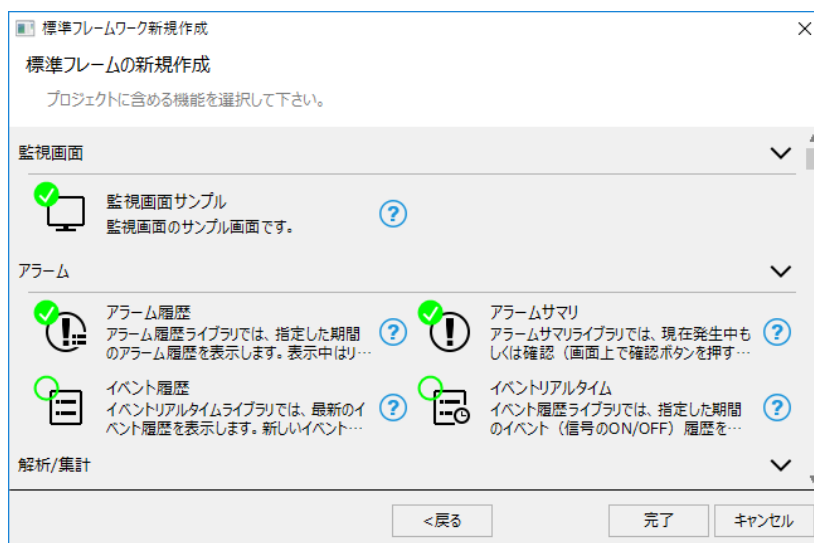 標準フレームワーク新規作成
標準フレームの新規作成
プロジェクトに含める機能を選択して下さい。
監視画面
監視画面サンプル
監視画面のサンプル画面です。
?
アラーム
アラーム履歴
アラーム履歴ライブラリでは、指定した期間
のアラーム履歴を表示します。表示中はリ…
?
アラームサマリ
アラームサマリライブラリでは、現在発生中も
しくは確認（画面上で確認ボタンを押す…
?
イベント履歴
イベントリアルタイムライブラリでは、最新のイ
ベント履歴を表示します。新しいイベント…
?
イベントリアルタイム
イベント履歴ライブラリでは、指定した期間
のイベント（信号のON/OFF）履歴を…
?
解析/集計
<戻る
完了
キャンセル